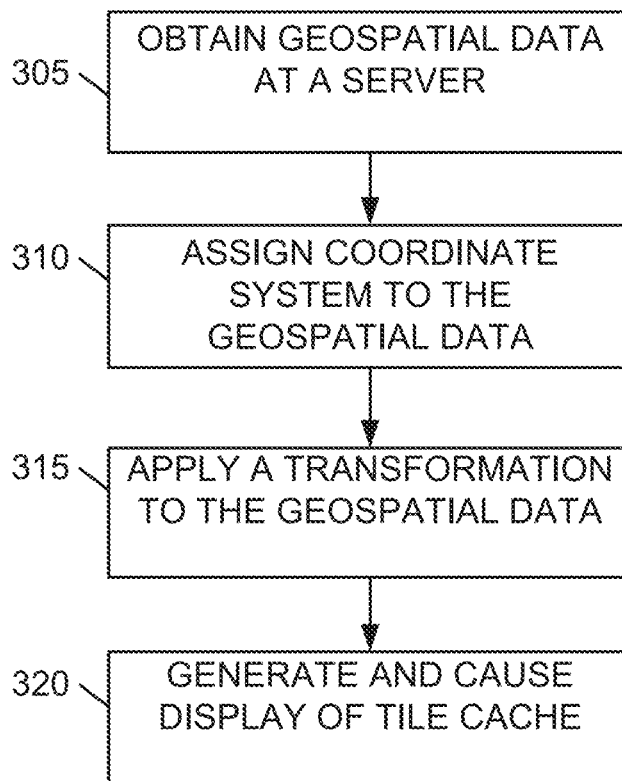 305
OBTAIN GEOSPATIAL DATA
AT A SERVER
310
ASSIGN COORDINATE
SYSTEM TO THE
GEOSPATIAL DATA
315
APPLY A TRANSFORMATION
TO THE GEOSPATIAL DATA
320
GENERATE AND CAUSE
DISPLAY OF TILE CACHE